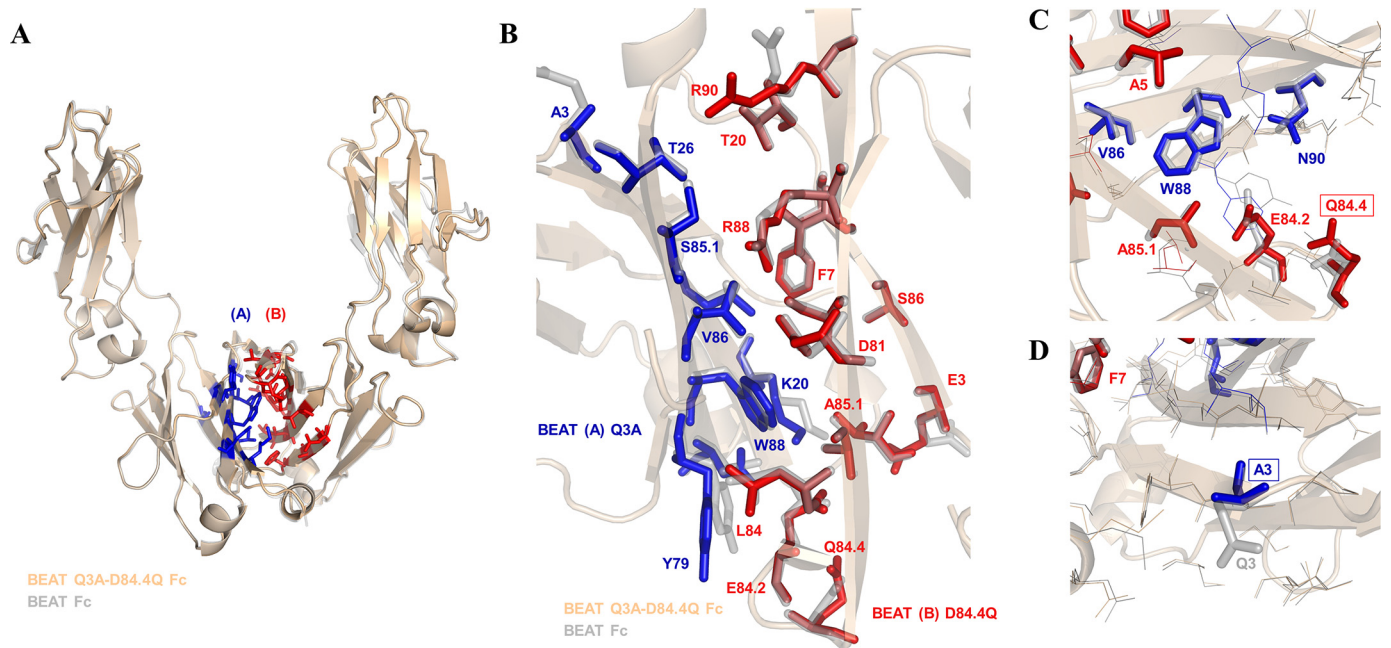 A
(A) (B)
BEAT Q3A-D84.4Q Fc
BEAT Fc
B
R90
A3
T20
T26
R88
S85.1
F7
S86
V86
D81
K20
E3
A85.1
BEAT (A) Q3A
W88
L84
Q84.4
Y79
E84.2
BEAT Q3A-D84.4Q Fc
BEAT (B) D84.4Q
BEAT Fc
C
A5
V86
N90
W88
Q84.4
E84.2
A85.1
D
F7
A3
Q3